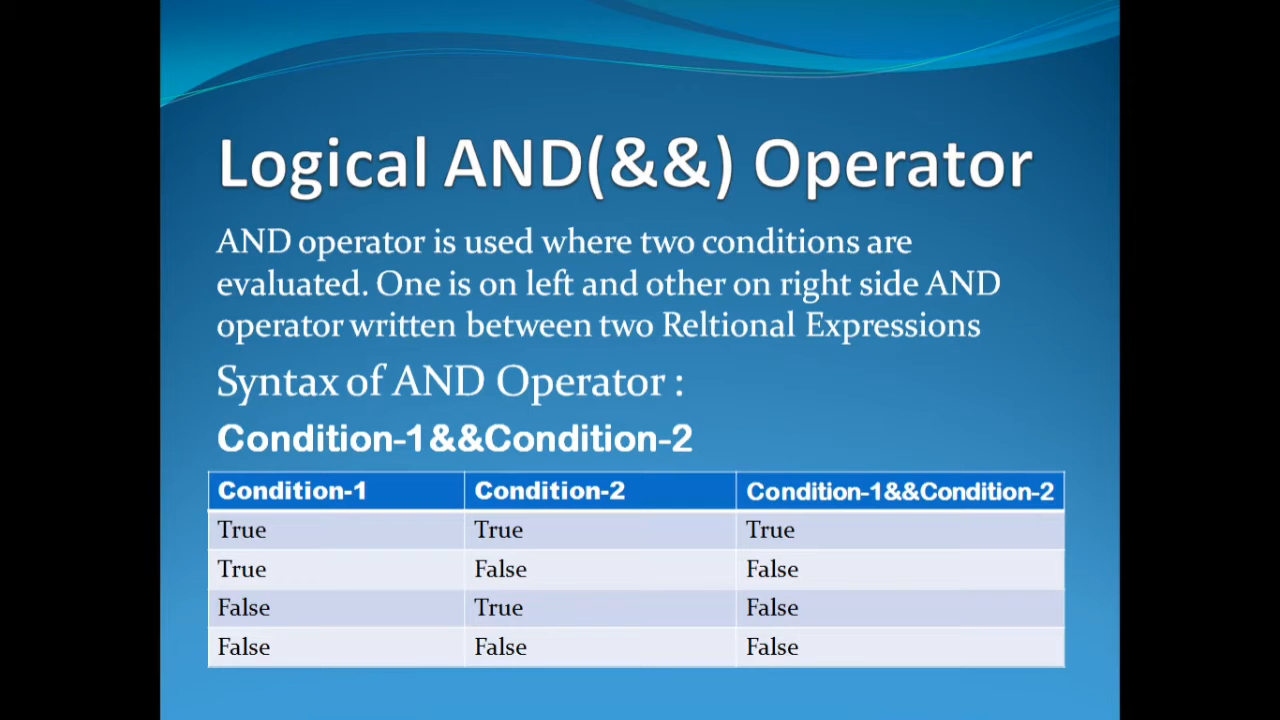 Logical AND(&&) Operator
AND operator is used where two conditions are
evaluated. One is on left and other on right side AND
operator written between two Reltional Expressions
Syntax of AND Operator :
Condition-1&&Condition-2
Condition-1 Condition-2 Condition-1&&Condition-2
True True True
True False False
False True False
False False False